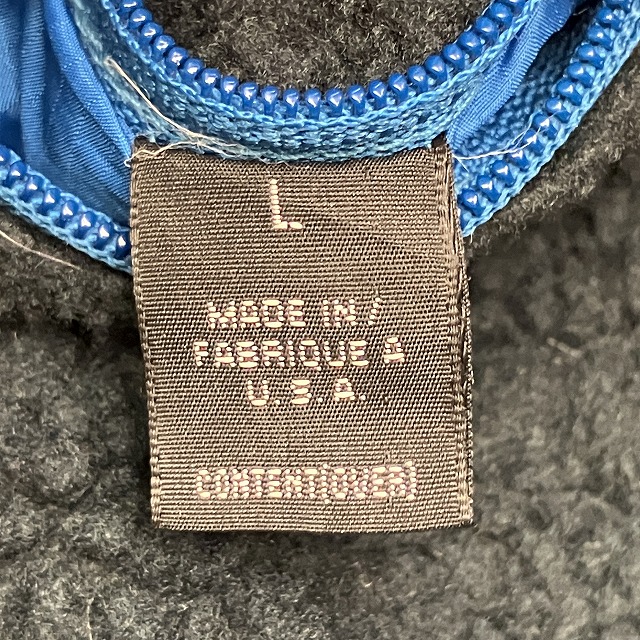 L
MADE IN /
FABRIQUE A
U.S.A.
CONTENT(OVER)